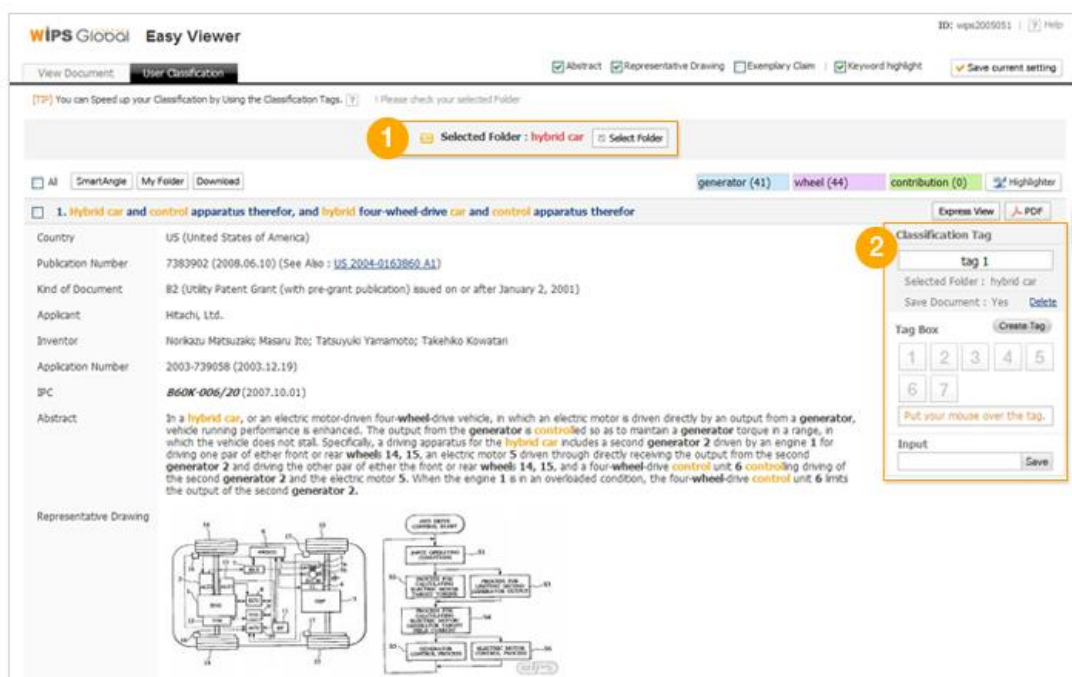 ID: wips2005051 | [?] Help
WIPS Global Easy Viewer
View Document User Classification
Abstract Representative Drawing Exemplary Claim | Keyword highlight Save current setting
[TIP] You can Speed up your Classification by Using the Classification Tags. [?] ! Please check your selected Folder
1 Selected Folder : hybrid car Select Folder
All SmartAngle My Folder Download generator (41) wheel (44) contribution (0) Highlighter
1. Hybrid car and control apparatus therefor, and hybrid four-wheel-drive car and control apparatus therefor Express View PDF
Country US (United States of America)
Publication Number 7383902 (2008.06.10) (See Also : US 2004-0163860 A1)
Kind of Document B2 (Utility Patent Grant (with pre-grant publication) issued on or after January 2, 2001)
Applicant Hitachi, Ltd.
Inventor Norikazu Matsuzaki; Masaru Ito; Tatsuyuki Yamamoto; Takehiko Kowatari
Application Number 2003-739058 (2003.12.19)
IPC B60K-006/20 (2007.10.01)
Abstract In a hybrid car, or an electric motor-driven four-wheel-drive vehicle, in which an electric motor is driven directly by an output from a generator,
vehicle running performance is enhanced. The output from the generator is controlled so as to maintain a generator torque in a range, in
which the vehicle does not stall. Specifically, a driving apparatus for the hybrid car includes a second generator 2 driven by an engine 1 for
driving one pair of either front or rear wheels 14, 15, an electric motor 5 driven through directly receiving the output from the second
generator 2 and driving the other pair of either the front or rear wheels 14, 15, and a four-wheel-drive control unit 6 controlling driving of
the second generator 2 and the electric motor 5. When the engine 1 is in an overloaded condition, the four-wheel-drive control unit 6 limits
the output of the second generator 2.
2 Classification Tag
tag 1
Selected Folder : hybrid car
Save Document : Yes Delete
Tag Box Create Tag
1 2 3 4 5
6 7
Put your mouse over the tag.
Input
Save
Representative Drawing
PROCESS FOR
CALCULATING
ELECTRIC MOTOR
TARGET TORQUE
GENERATOR
CONTROL PROCESS
ELECTRIC MOTOR
CONTROL PROCESS
wips